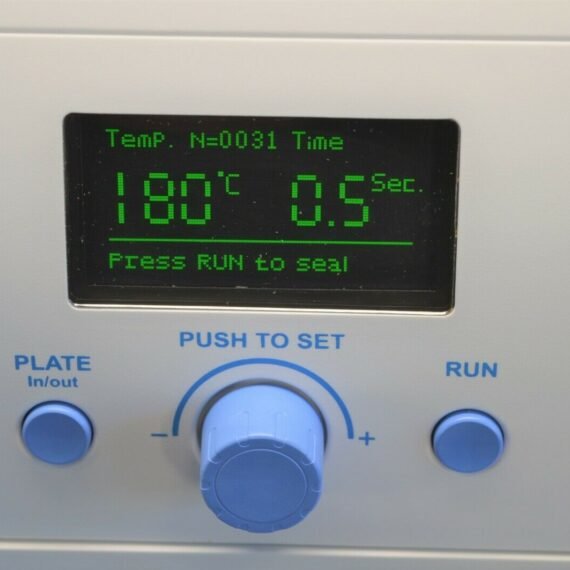 TemP. N=0031 Time
180°C 0.5 Sec.
Press RUN to seal
PUSH TO SET
PLATE
In/out
RUN
− +